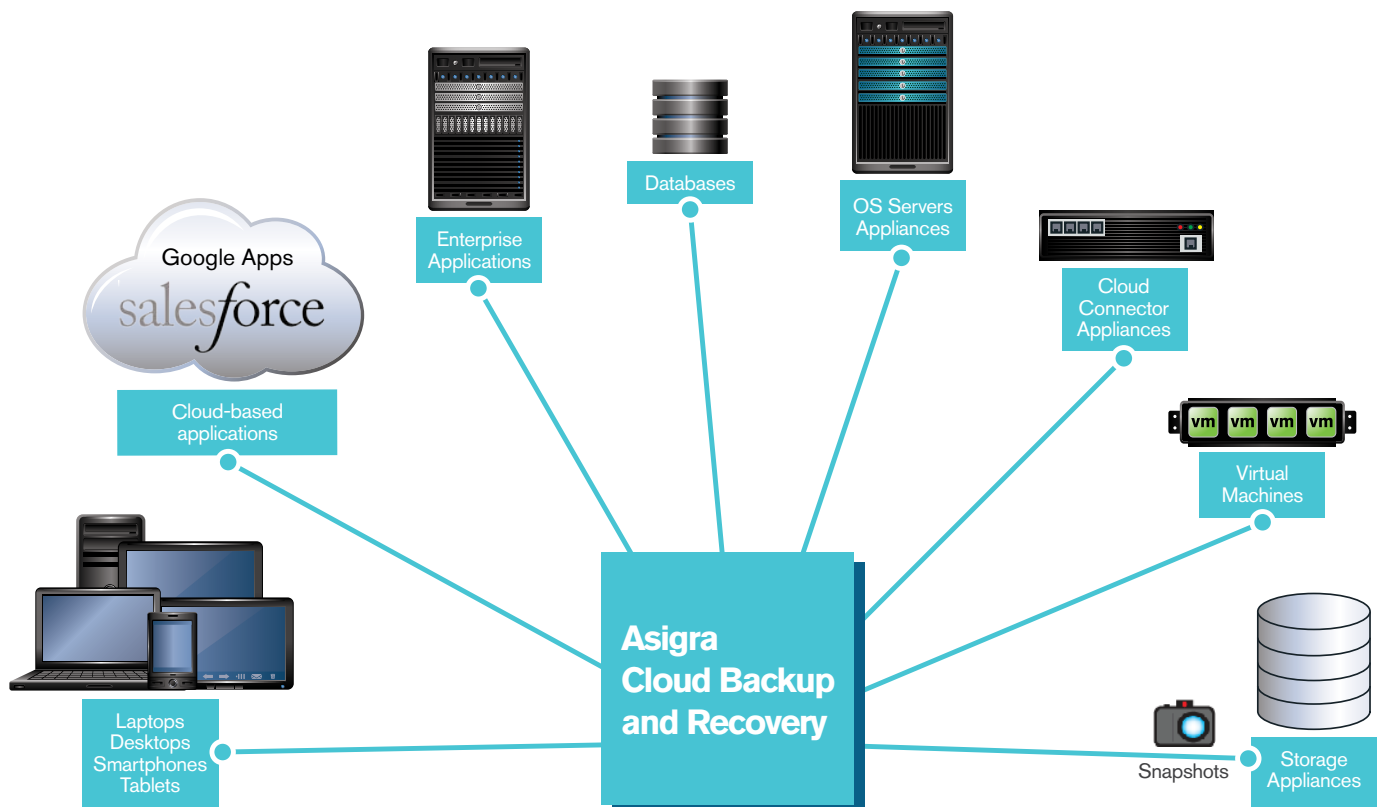 Databases
OS Servers
Appliances
Enterprise
Applications
Google Apps
salesforce
Cloud
Connector
Appliances
Cloud-based
applications
vm vm vm vm
Virtual
Machines
Asigra
Cloud Backup
and Recovery
Laptops
Desktops
Smartphones
Tablets
Snapshots
Storage
Appliances